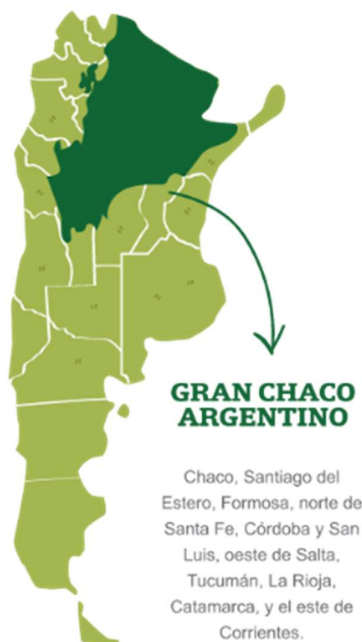 GRAN CHACO
ARGENTINO
Chaco, Santiago del
Estero, Formosa, norte de
Santa Fe, Córdoba y San
Luis, oeste de Salta,
Tucumán, La Rioja,
Catamarca, y el este de
Corrientes.